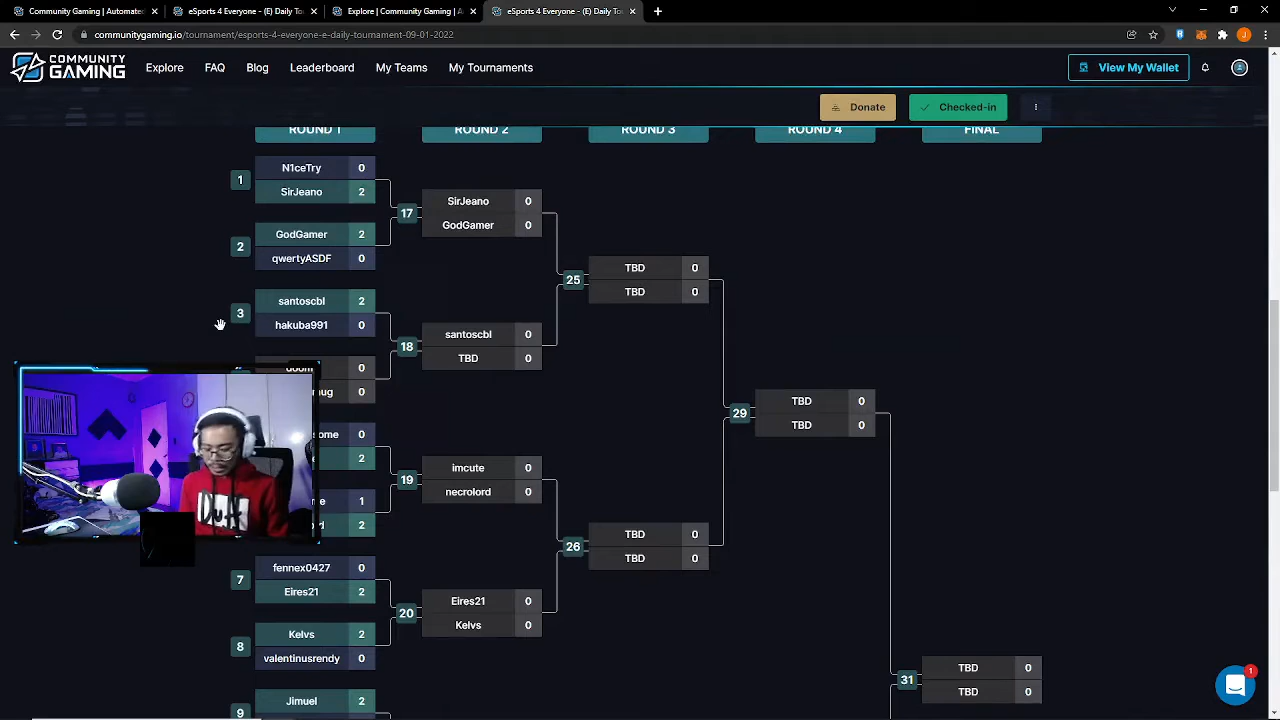 Community Gaming | Automated
eSports 4 Everyone - (E) Daily Tou
Explore | Community Gaming | A
eSports 4 Everyone - (E) Daily To
communitygaming.io/tournament/esports-4-everyone-e-daily-tournament-09-01-2022
COMMUNITY GAMING
Explore
FAQ
Blog
Leaderboard
My Teams
My Tournaments
View My Wallet
Donate
Checked-in
ROUND 1
ROUND 2
ROUND 3
ROUND 4
FINAL
1
N1ceTry 0
SirJeano 2
2
GodGamer 2
qwertyASDF 0
3
santoscbl 2
hakuba991 0
0
0
0
2
1
2
7
fennex0427 0
Eires21 2
8
Kelvs 2
valentinusrendy 0
9
Jimuel 2
17
SirJeano 0
GodGamer 0
18
santoscbl 0
TBD 0
19
imcute 0
necrolord 0
20
Eires21 0
Kelvs 0
25
TBD 0
TBD 0
26
TBD 0
TBD 0
29
TBD 0
TBD 0
31
TBD 0
TBD 0
Duff
1